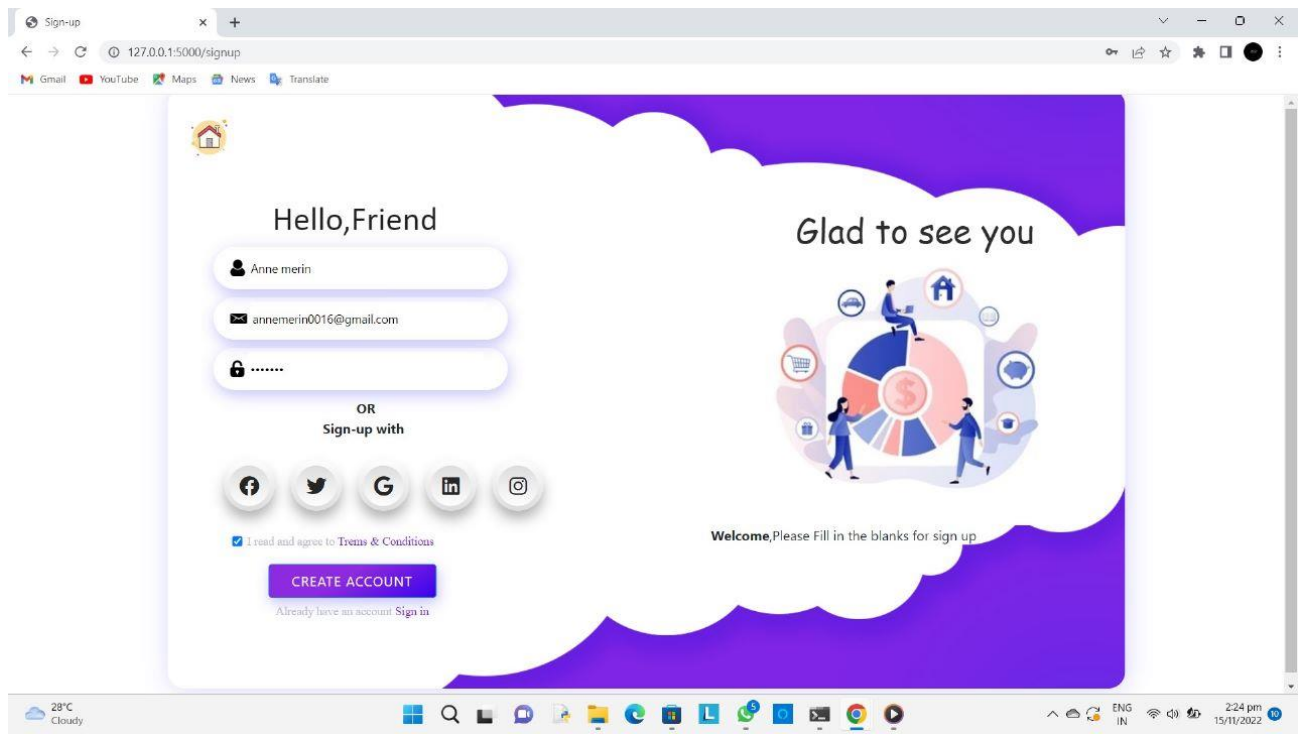 Sign-up
127.0.0.1:5000/signup
Gmail YouTube Maps News Translate
Hello,Friend
Anne merin
annemerin0016@gmail.com
•••••••
OR
Sign-up with
I read and agree to Trems & Conditions
CREATE ACCOUNT
Already have an account Sign in
Glad to see you
Welcome,Please Fill in the blanks for sign up
28°C
Cloudy
ENG
IN
2:24 pm
15/11/2022